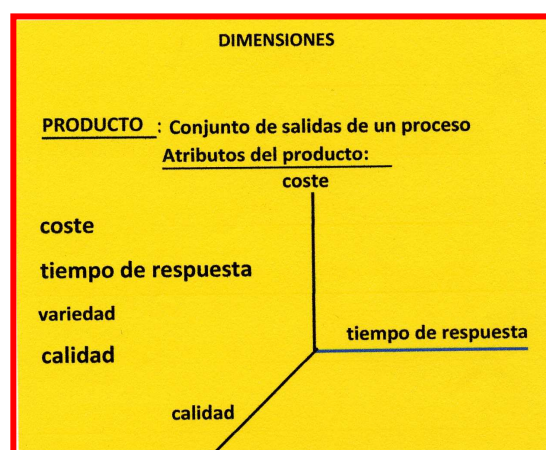 DIMENSIONES
PRODUCTO : Conjunto de salidas de un proceso
Atributos del producto:
coste
coste
tiempo de respuesta
variedad
tiempo de respuesta
calidad
calidad